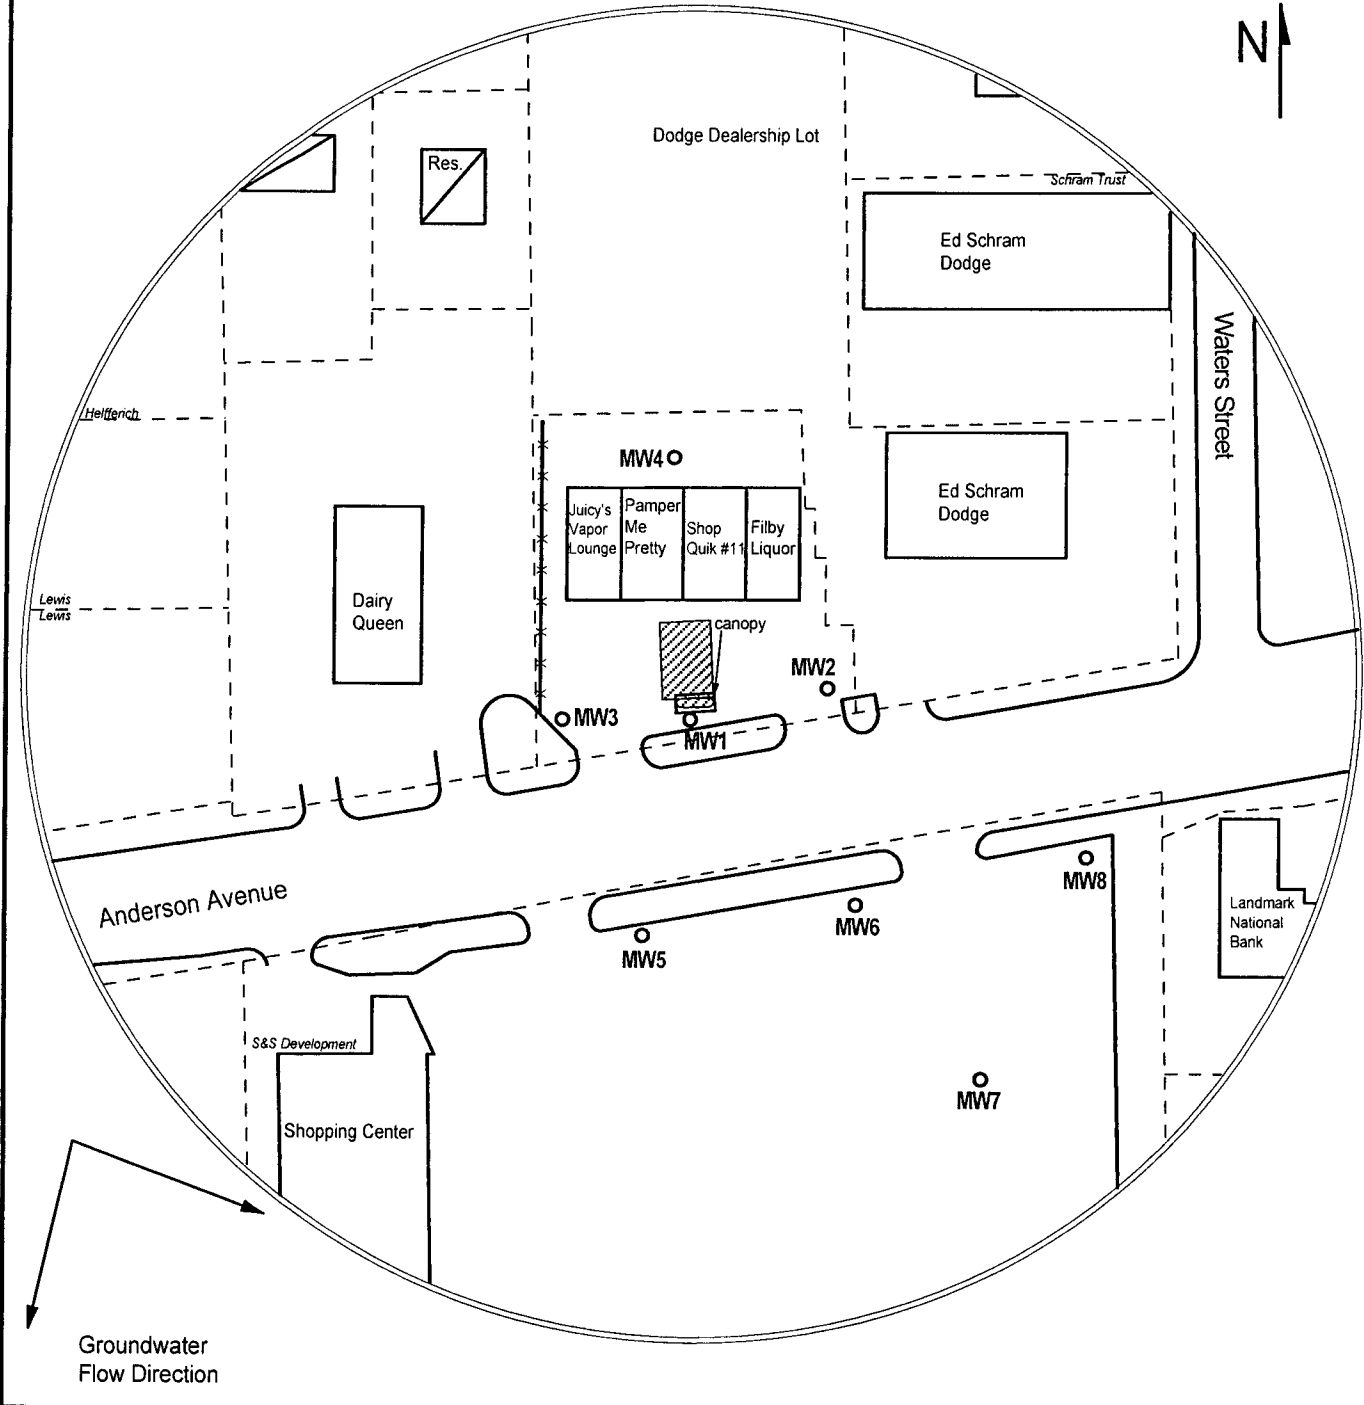 N
Dodge Dealership Lot
Res.
Schram Trust
Ed Schram
Dodge
Waters Street
Helfferich
MW4
Juicy's
Vapor
Lounge
Pamper
Me
Pretty
Shop
Quik #11
Filby
Liquor
Ed Schram
Dodge
Lewis
Lewis
Dairy
Queen
canopy
MW2
MW3
MW1
MW8
Anderson Avenue
Landmark
National
Bank
MW6
MW5
S&S Development
MW7
Shopping Center
Groundwater
Flow Direction